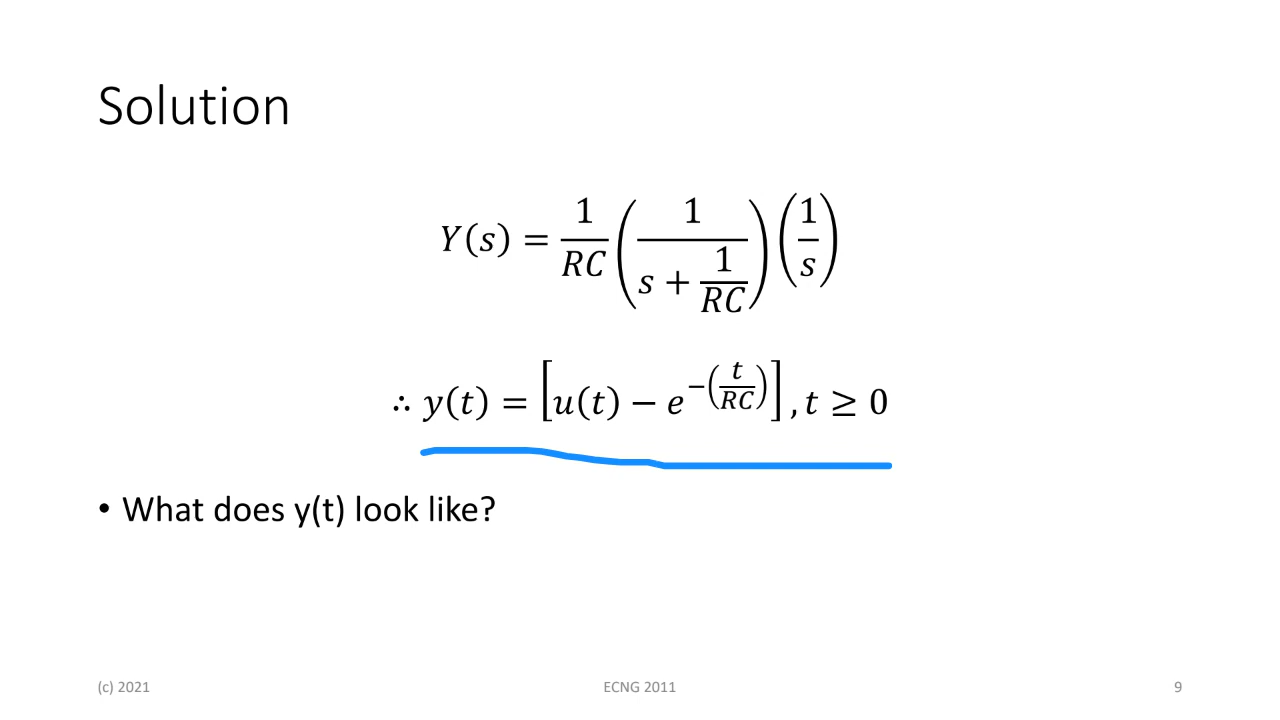 Solution
𝑌(𝑠) = 1/𝑅𝐶 (1/(𝑠 + 1/𝑅𝐶)) (1/𝑠)
∴ 𝑦(𝑡) = [𝑢(𝑡) − 𝑒^−(𝑡/𝑅𝐶)] , 𝑡 ≥ 0
• What does y(t) look like?
(c) 2021 ECNG 2011 9